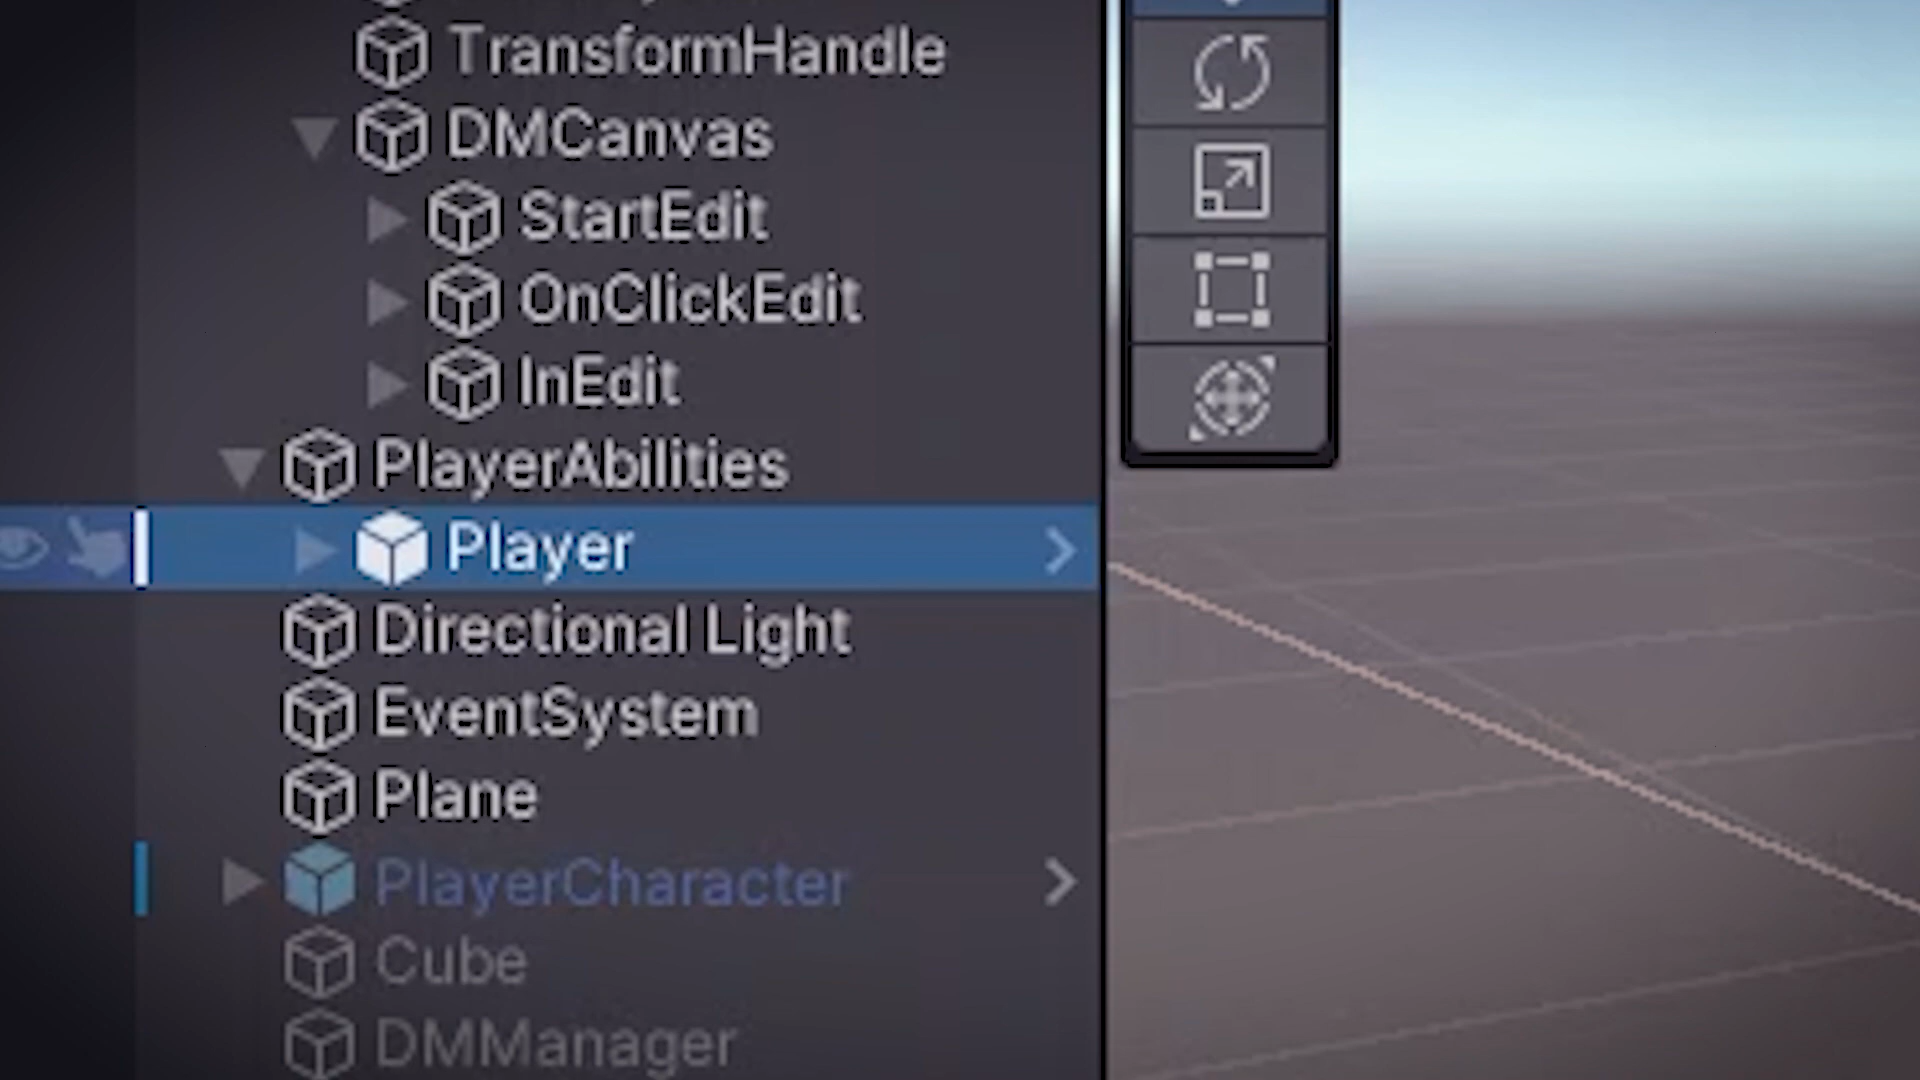 TransformHandle
DMCanvas
StartEdit
OnClickEdit
InEdit
PlayerAbilities
Player
Directional Light
EventSystem
Plane
PlayerCharacter
Cube
DMManager